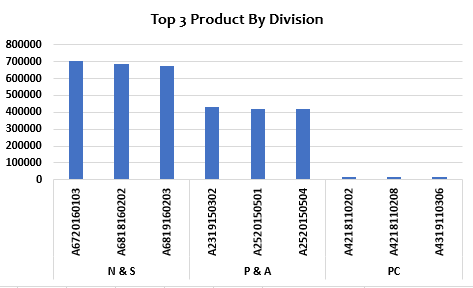 Top 3 Product By Division
800000
700000
600000
500000
400000
300000
200000
100000
0
A6720160103
A6818160202
A6819160203
A2319150302
A2520150501
A2520150504
A4218110202
A4218110208
A4319110306
N & S
P & A
PC